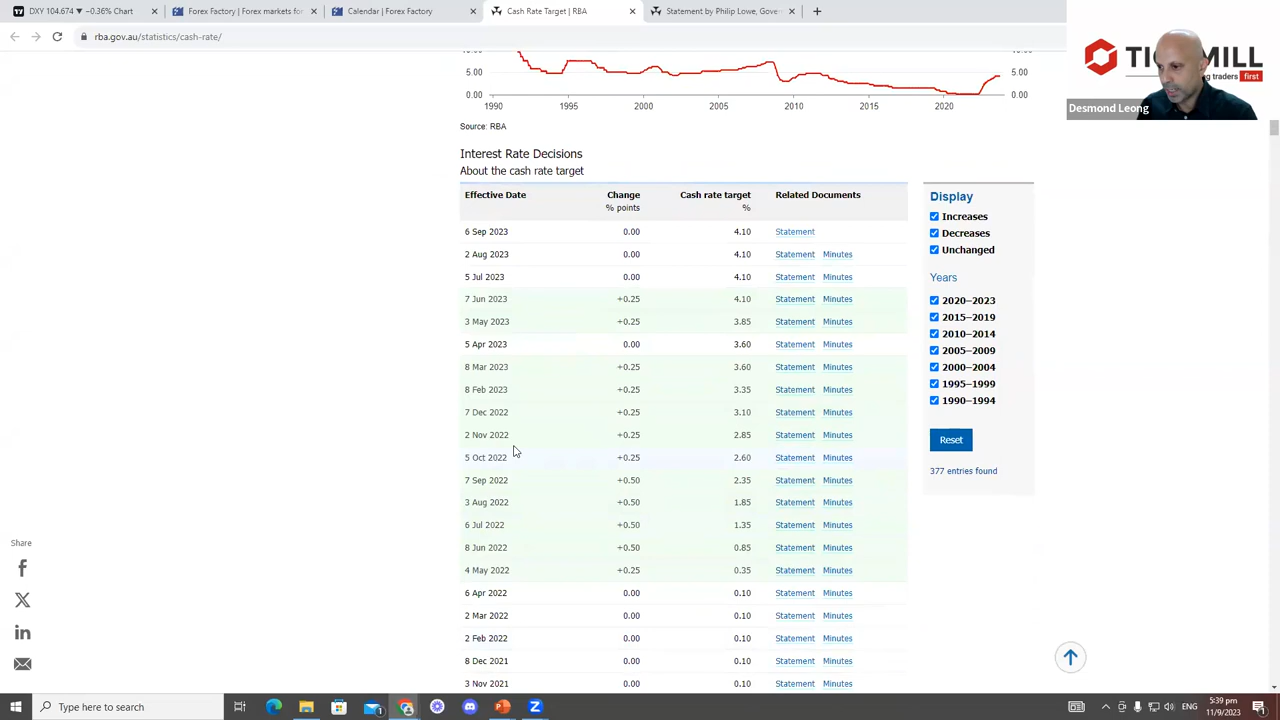 DXY 104.674 ▼ −0.36% Chart
Forex Factory | Forex markets for
Calendar | Forex Factory
Cash Rate Target | RBA
Statement by Philip Lowe, Gover
rba.gov.au/statistics/cash-rate/
Desmond Leong
first
5.00 5.00
0.00 0.00
1990 1995 2000 2005 2010 2015 2020
Source: RBA
Interest Rate Decisions
About the cash rate target
Effective Date Change Cash rate target Related Documents
% points %
6 Sep 2023 0.00 4.10 Statement
2 Aug 2023 0.00 4.10 Statement Minutes
5 Jul 2023 0.00 4.10 Statement Minutes
7 Jun 2023 +0.25 4.10 Statement Minutes
3 May 2023 +0.25 3.85 Statement Minutes
5 Apr 2023 0.00 3.60 Statement Minutes
8 Mar 2023 +0.25 3.60 Statement Minutes
8 Feb 2023 +0.25 3.35 Statement Minutes
7 Dec 2022 +0.25 3.10 Statement Minutes
2 Nov 2022 +0.25 2.85 Statement Minutes
5 Oct 2022 +0.25 2.60 Statement Minutes
7 Sep 2022 +0.50 2.35 Statement Minutes
3 Aug 2022 +0.50 1.85 Statement Minutes
6 Jul 2022 +0.50 1.35 Statement Minutes
8 Jun 2022 +0.50 0.85 Statement Minutes
4 May 2022 +0.25 0.35 Statement Minutes
6 Apr 2022 0.00 0.10 Statement Minutes
2 Mar 2022 0.00 0.10 Statement Minutes
2 Feb 2022 0.00 0.10 Statement Minutes
8 Dec 2021 0.00 0.10 Statement Minutes
3 Nov 2021 0.00 0.10 Statement Minutes
Display
Increases
Decreases
Unchanged
Years
2020–2023
2015–2019
2010–2014
2005–2009
2000–2004
1995–1999
1990–1994
Reset
377 entries found
Share
Type here to search
5:39 pm
11/9/2023